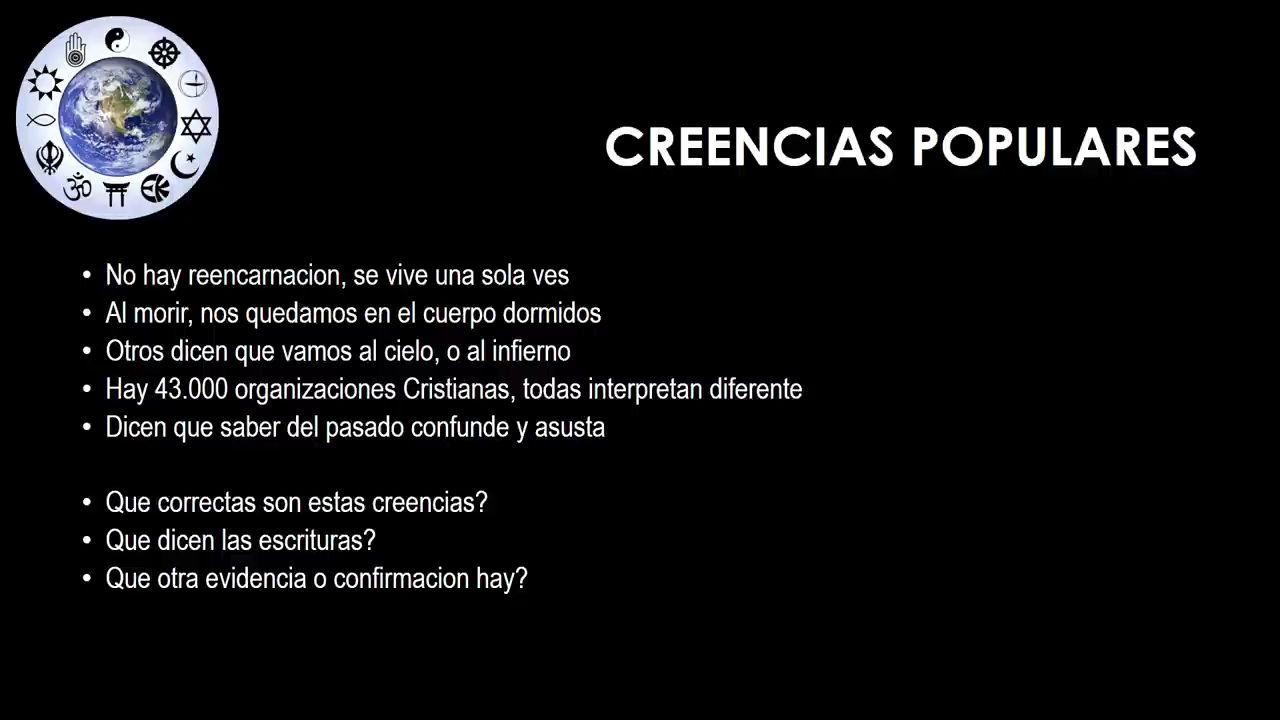 CREENCIAS POPULARES
• No hay reencarnacion, se vive una sola ves
• Al morir, nos quedamos en el cuerpo dormidos
• Otros dicen que vamos al cielo, o al infierno
• Hay 43.000 organizaciones Cristianas, todas interpretan diferente
• Dicen que saber del pasado confunde y asusta
• Que correctas son estas creencias?
• Que dicen las escrituras?
• Que otra evidencia o confirmacion hay?